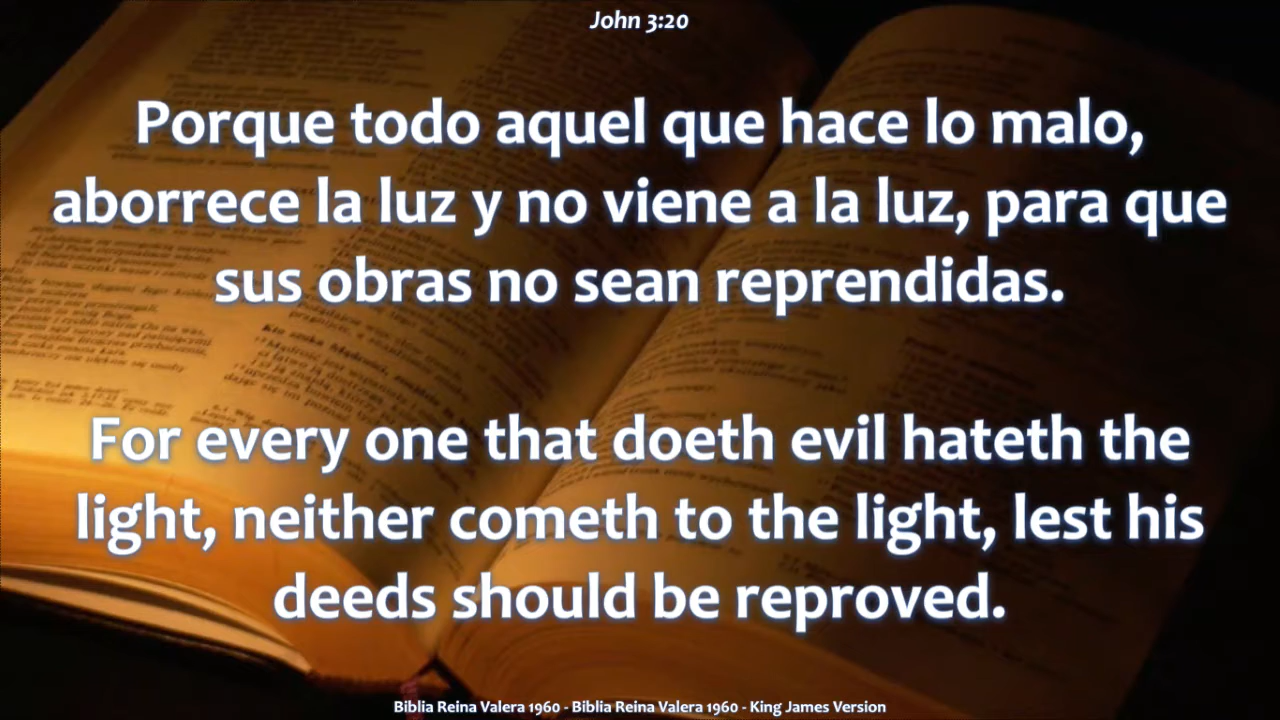 John 3:20
Porque todo aquel que hace lo malo,
aborrece la luz y no viene a la luz, para que
sus obras no sean reprendidas.
For every one that doeth evil hateth the
light, neither cometh to the light, lest his
deeds should be reproved.
Biblia Reina Valera 1960 - Biblia Reina Valera 1960 - King James Version